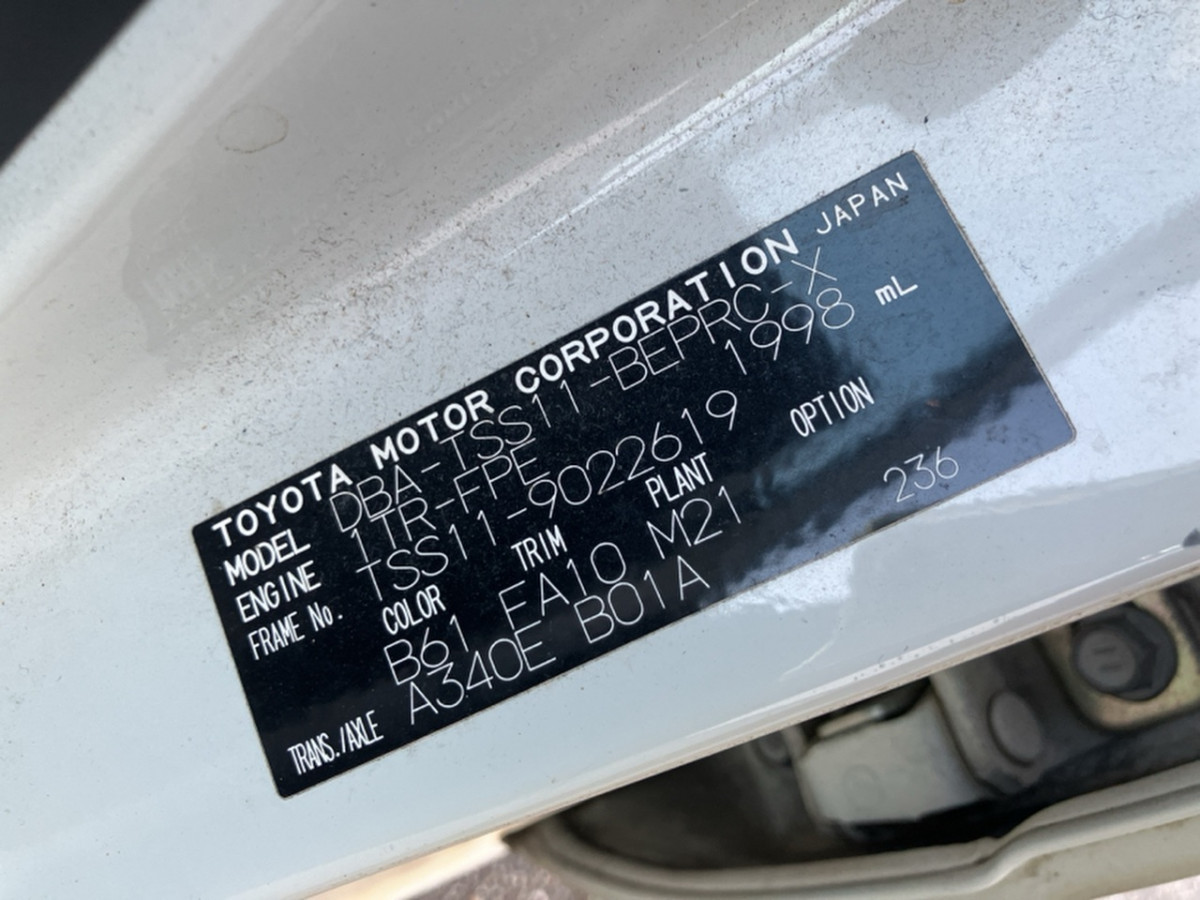 TOYOTA MOTOR CORPORATION JAPAN
MODEL DBA-TSS11-BEPRC-X
ENGINE 1TR-FPE 1998 mL
FRAME No. TSS11-9022619
COLOR TRIM PLANT OPTION
B61 FA10 M21 236
TRANS./AXLE A340E B01A